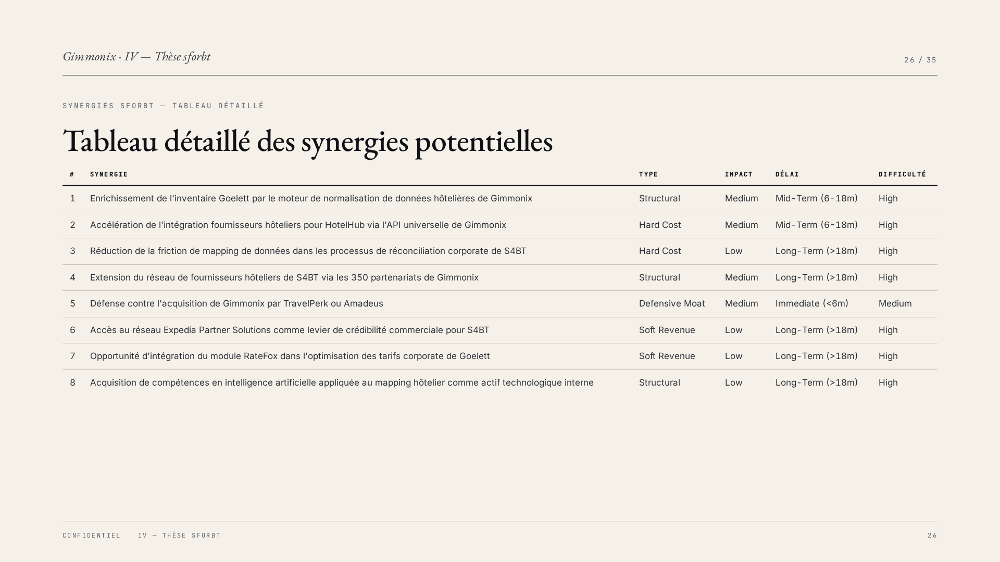 Gimmonix · IV — Thèse sforbt
26 / 35
SYNERGIES SFORBT — TABLEAU DÉTAILLÉ
Tableau détaillé des synergies potentielles
# SYNERGIE TYPE IMPACT DÉLAI DIFFICULTÉ
1 Enrichissement de l'inventaire Goelett par le moteur de normalisation de données hôtelières de Gimmonix Structural Medium Mid-Term (6-18m) High
2 Accélération de l'intégration fournisseurs hôteliers pour HotelHub via l'API universelle de Gimmonix Hard Cost Medium Mid-Term (6-18m) High
3 Réduction de la friction de mapping de données dans les processus de réconciliation corporate de S4BT Hard Cost Low Long-Term (>18m) High
4 Extension du réseau de fournisseurs hôteliers de S4BT via les 350 partenariats de Gimmonix Structural Medium Long-Term (>18m) High
5 Défense contre l'acquisition de Gimmonix par TravelPerk ou Amadeus Defensive Moat Medium Immediate (<6m) Medium
6 Accès au réseau Expedia Partner Solutions comme levier de crédibilité commerciale pour S4BT Soft Revenue Low Long-Term (>18m) High
7 Opportunité d'intégration du module RateFox dans l'optimisation des tarifs corporate de Goelett Soft Revenue Low Long-Term (>18m) High
8 Acquisition de compétences en intelligence artificielle appliquée au mapping hôtelier comme actif technologique interne Structural Low Long-Term (>18m) High
CONFIDENTIEL IV — THÈSE SFORBT
26